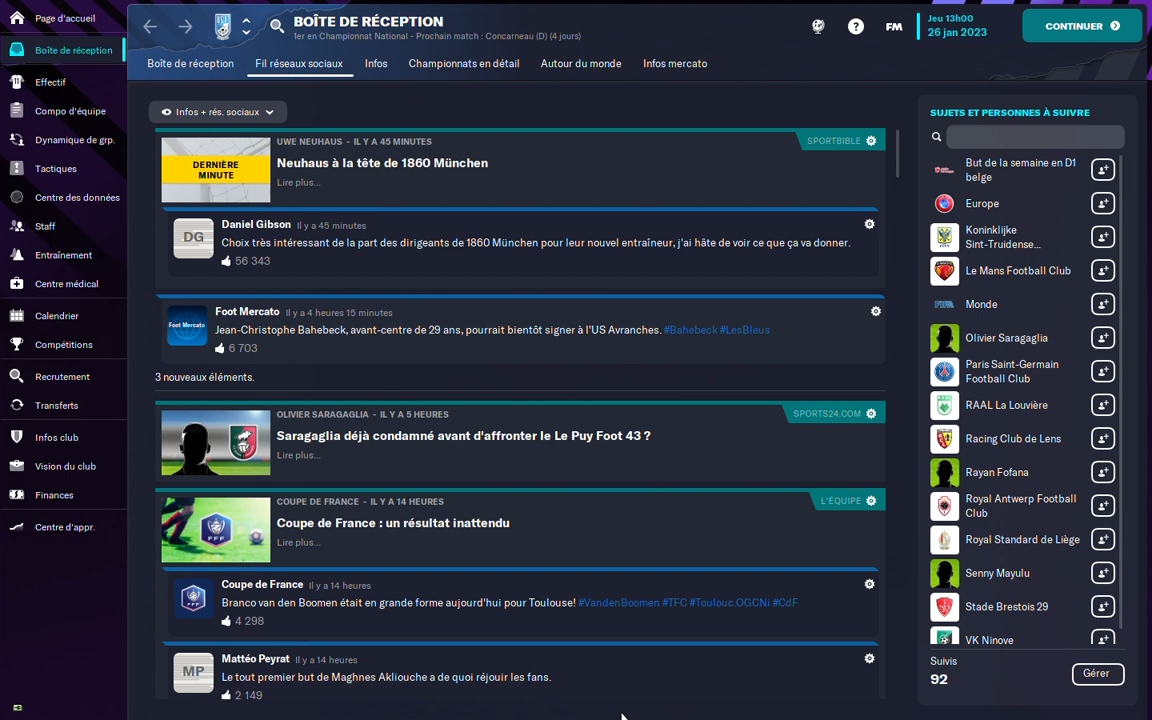 Page d'accueil
Boîte de réception
Effectif
Compo d'équipe
Dynamique de grp.
Tactiques
Centre des données
Staff
Entraînement
Centre médical
Calendrier
Compétitions
Recrutement
Transferts
Infos club
Vision du club
Finances
Centre d'appr.
BOÎTE DE RÉCEPTION
1er en Championnat National - Prochain match : Concarneau (D) (4 jours)
FM
Jeu 13h00
26 jan 2023
CONTINUER
Boîte de réception
Fil réseaux sociaux
Infos
Championnats en détail
Autour du monde
Infos mercato
Infos + rés. sociaux
DERNIÈRE
MINUTE
UWE NEUHAUS - IL Y A 45 MINUTES
SPORTBIBLE
Neuhaus à la tête de 1860 München
Lire plus...
DG
Daniel Gibson Il y a 45 minutes
Choix très intéressant de la part des dirigeants de 1860 München pour leur nouvel entraîneur, j'ai hâte de voir ce que ça va donner.
56 343
Foot Mercato
Foot Mercato Il y a 4 heures 15 minutes
Jean-Christophe Bahebeck, avant-centre de 29 ans, pourrait bientôt signer à l'US Avranches. #Bahebeck #LesBleus
6 703
3 nouveaux éléments.
OLIVIER SARAGAGLIA - IL Y A 5 HEURES
SPORTS24.COM
Saragaglia déjà condamné avant d'affronter le Le Puy Foot 43 ?
Lire plus...
FFF
COUPE DE FRANCE - IL Y A 14 HEURES
L'ÉQUIPE
Coupe de France : un résultat inattendu
Lire plus...
FFF
Coupe de France Il y a 14 heures
Branco van den Boomen était en grande forme aujourd'hui pour Toulouse! #VandenBoomen #TFC #Toulouc.OGCNi #CdF
4 298
MP
Mattéo Peyrat Il y a 14 heures
Le tout premier but de Maghnes Akliouche a de quoi réjouir les fans.
2 149
SUJETS ET PERSONNES À SUIVRE
But de la semaine en D1
belge
Europe
Koninklijke
Sint-Truidense...
Le Mans Football Club
FIFA
Monde
Olivier Saragaglia
Paris Saint-Germain
Football Club
RAAL La Louvière
Racing Club de Lens
Rayan Fofana
Royal Antwerp Football
Club
Royal Standard de Liège
Senny Mayulu
Stade Brestois 29
VK Ninove
Suivis
92
Gérer